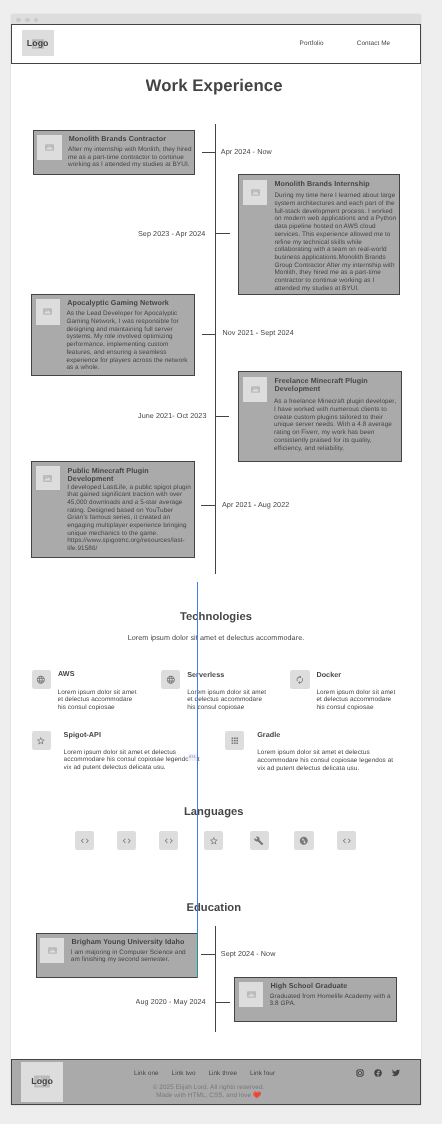 Logo
Portfolio
Contact Me
Work Experience
Monolith Brands Contractor
After my internship with Monlith, they hired
me as a part-time contractor to continue
working as I attended my studies at BYUI.
Apr 2024 - Now
Monolith Brands Internship
During my time here I learned about large
system architectures and each part of the
full-stack development process. I worked
on modern web applications and a Python
data pipeline hosted on AWS cloud
services. This experience allowed me to
refine my technical skills while
collaborating with a team on real-world
business applications.Monolith Brands
Group Contractor After my internship with
Monlith, they hired me as a part-time
contractor to continue working as I
attended my studies at BYUI.
Sep 2023 - Apr 2024
Apocalyptic Gaming Network
As the Lead Developer for Apocalyptic
Gaming Network, I was responsible for
designing and maintaining full server
systems. My role involved optimizing
performance, implementing custom
features, and ensuring a seamless
experience for players across the network
as a whole.
Nov 2021 - Sept 2024
Freelance Minecraft Plugin
Development
As a freelance Minecraft plugin developer,
I have worked with numerous clients to
create custom plugins tailored to their
unique server needs. With a 4.8 average
rating on Fiverr, my work has been
consistently praised for its quality,
efficiency, and reliability.
June 2021- Oct 2023
Public Minecraft Plugin
Development
I developed LastLife, a public spigot plugin
that gained significant traction with over
45,000 downloads and a 5-star average
rating. Designed based on YouTuber
Grian's famous series, it created an
engaging multiplayer experience bringing
unique mechanics to the game.
https://www.spigotmc.org/resources/last-
life.91586/
Apr 2021 - Aug 2022
Technologies
Lorem ipsum dolor sit amet et delectus accommodare.
AWS
Lorem ipsum dolor sit amet
et delectus accommodare
his consul copiosae
Serverless
Lorem ipsum dolor sit amet
et delectus accommodare
his consul copiosae
Docker
Lorem ipsum dolor sit amet
et delectus accommodare
his consul copiosae
Spigot-API
Lorem ipsum dolor sit amet et delectus
accommodare his consul copiosae legendos at
vix ad putent delectus delicata usu.
Gradle
Lorem ipsum dolor sit amet et delectus
accommodare his consul copiosae legendos at
vix ad putent delectus delicata usu.
Languages
Education
Brigham Young University Idaho
I am majoring in Computer Science and
am finishing my second semester.
Sept 2024 - Now
High School Graduate
Graduated from Homelife Academy with a
3.8 GPA.
Aug 2020 - May 2024
Logo
Link one
Link two
Link three
Link four
© 2025 Elijah Lord. All rights reserved.
Made with HTML, CSS, and love ❤️